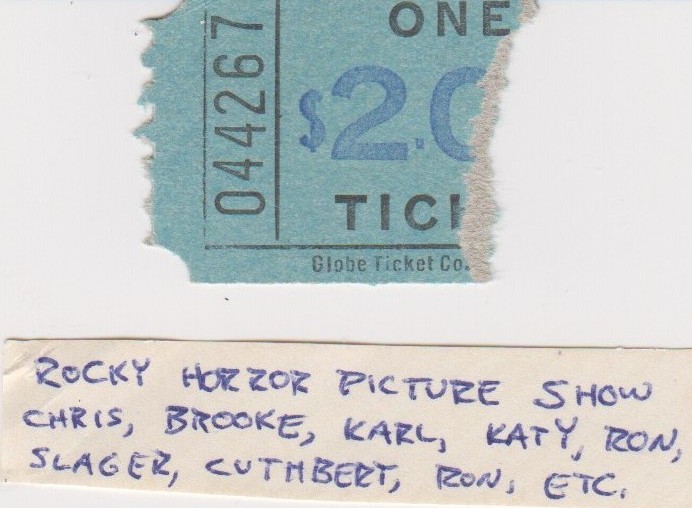 ONE
044267
$2.0
TICK
Globe Ticket Co.
ROCKY HORROR PICTURE SHOW
CHRIS, BROOKE, KARL, KATY, RON,
SLAGER, CUTHBERT, RON, ETC.